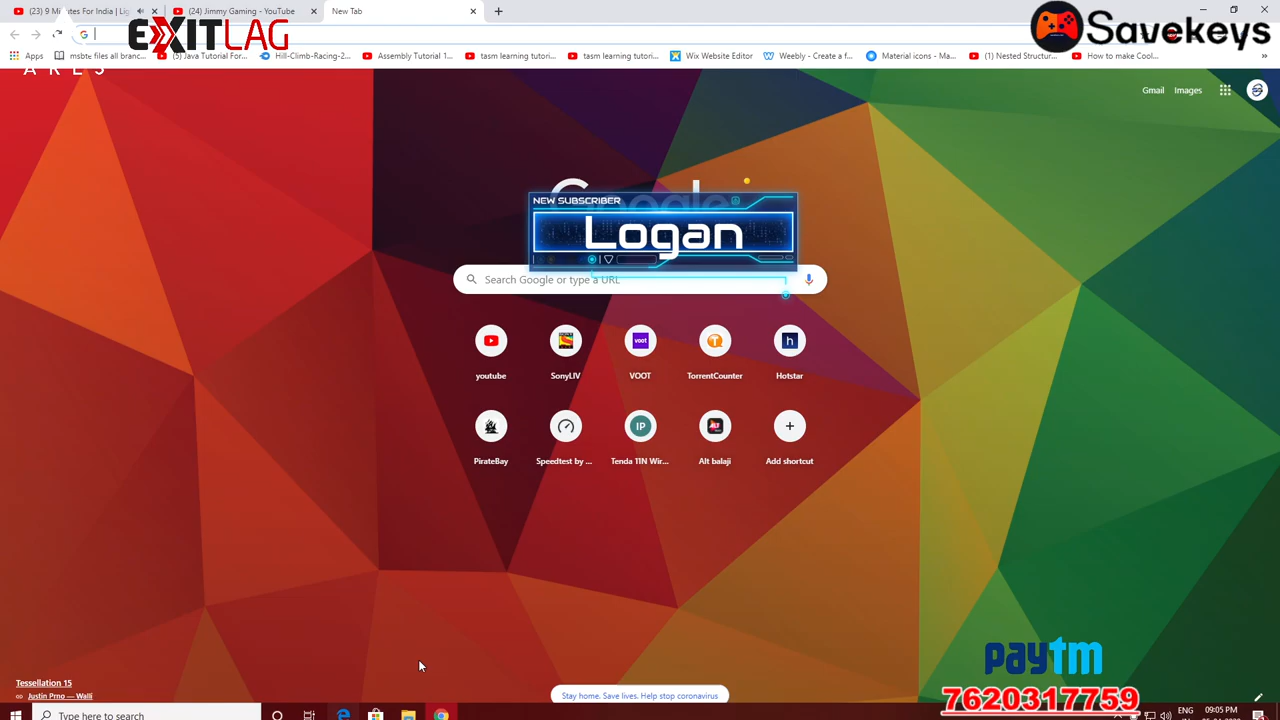 (23) 9 Minutes For India | Lig
(24) Jimmy Gaming - YouTube
New Tab
EXITLAG
Savekeys
Apps
msbte files all branc...
(5) Java Tutorial For...
Hill-Climb-Racing-2...
Assembly Tutorial 1...
tasm learning tutori...
tasm learning tutori...
Wix Website Editor
Weebly - Create a f...
Material icons - Ma...
(1) Nested Structur...
How to make Cool...
ARES
Gmail
Images
Google
NEW SUBSCRIBER
Logan
Search Google or type a URL
youtube
SonyLIV
VOOT
TorrentCounter
Hotstar
PirateBay
Speedtest by ...
Tenda 11N Wir...
Alt balaji
Add shortcut
Tessellation 15
Justin Prno — Walli
Stay home. Save lives. Help stop coronavirus
paytm
7620317759
Type here to search
ENG
09:05 PM